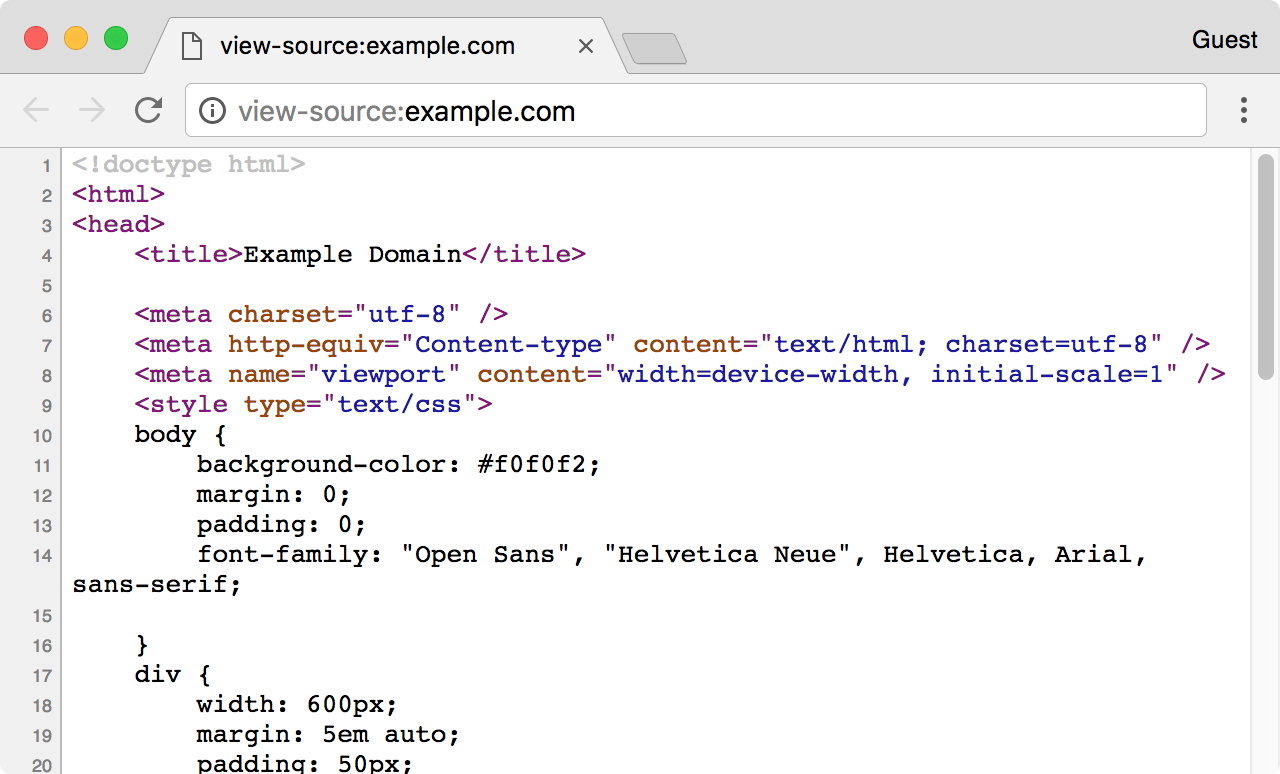 view-source:example.com
Guest
view-source:example.com
1 <!doctype html>
2 <html>
3 <head>
4     <title>Example Domain</title>
5
6     <meta charset="utf-8" />
7     <meta http-equiv="Content-type" content="text/html; charset=utf-8" />
8     <meta name="viewport" content="width=device-width, initial-scale=1" />
9     <style type="text/css">
10     body {
11         background-color: #f0f0f2;
12         margin: 0;
13         padding: 0;
14         font-family: "Open Sans", "Helvetica Neue", Helvetica, Arial,
sans-serif;
15
16     }
17     div {
18         width: 600px;
19         margin: 5em auto;
20         padding: 50px;